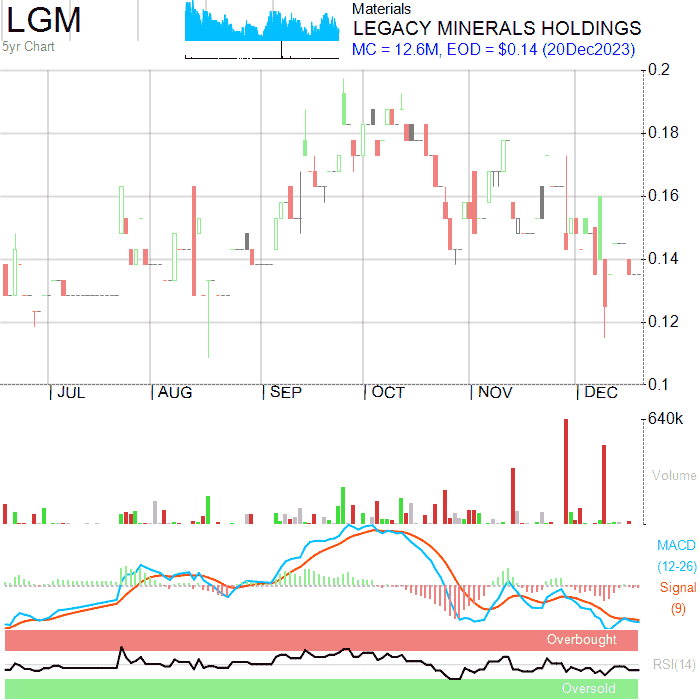 LGM
5yr Chart
Materials
LEGACY MINERALS HOLDINGS
MC = 12.6M, EOD = $0.14 (20Dec2023)
0.2
0.18
0.16
0.14
0.12
0.1
JUL
AUG
SEP
OCT
NOV
DEC
640k
Volume
MACD
(12-26)
Signal
(9)
Overbought
RSI(14)
Oversold